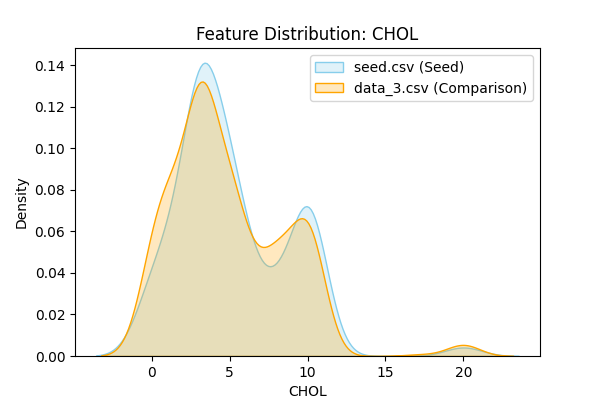 Feature Distribution: CHOL
seed.csv (Seed)
data_3.csv (Comparison)
Density
0.14
0.12
0.10
0.08
0.06
0.04
0.02
0.00
0 5 10 15 20
CHOL